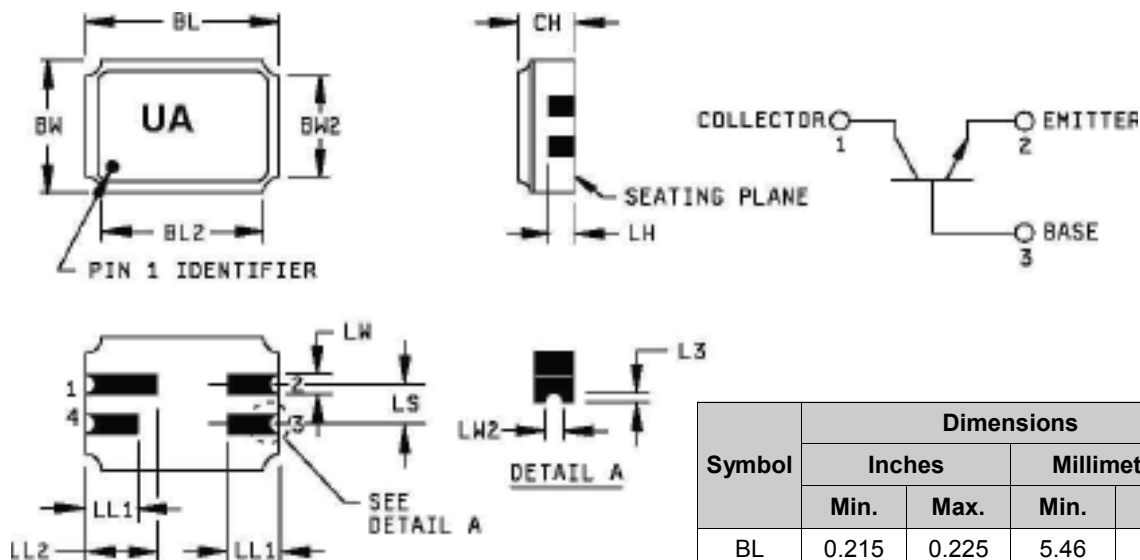 BL
CH
BW
UA
BW2
COLLECTOR
1
EMITTER
2
SEATING PLANE
BL2
LH
BASE
3
PIN 1 IDENTIFIER
LW
L3
1
2
LS
4
3
LW2
DETAIL A
LL1
SEE
DETAIL A
LL2
LL1
Dimensions
Symbol
Inches
Millimet
Min.
Max.
Min.
BL
0.215
0.225
5.46